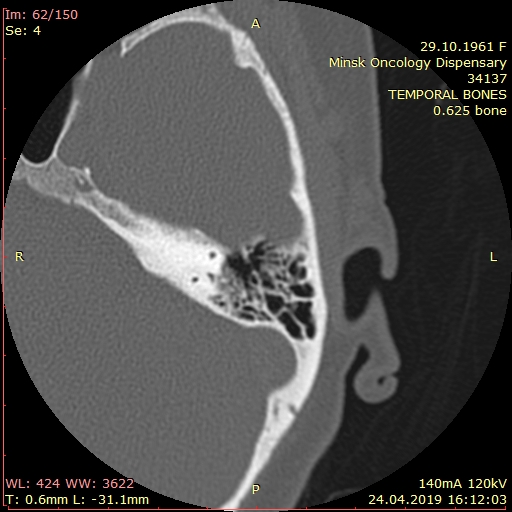 Im: 62/150
Se: 4
A
29.10.1961 F
Minsk Oncology Dispensary
34137
TEMPORAL BONES
0.625 bone
R
L
WL: 424 WW: 3622
T: 0.6mm L: -31.1mm
P
140mA 120kV
24.04.2019 16:12:03